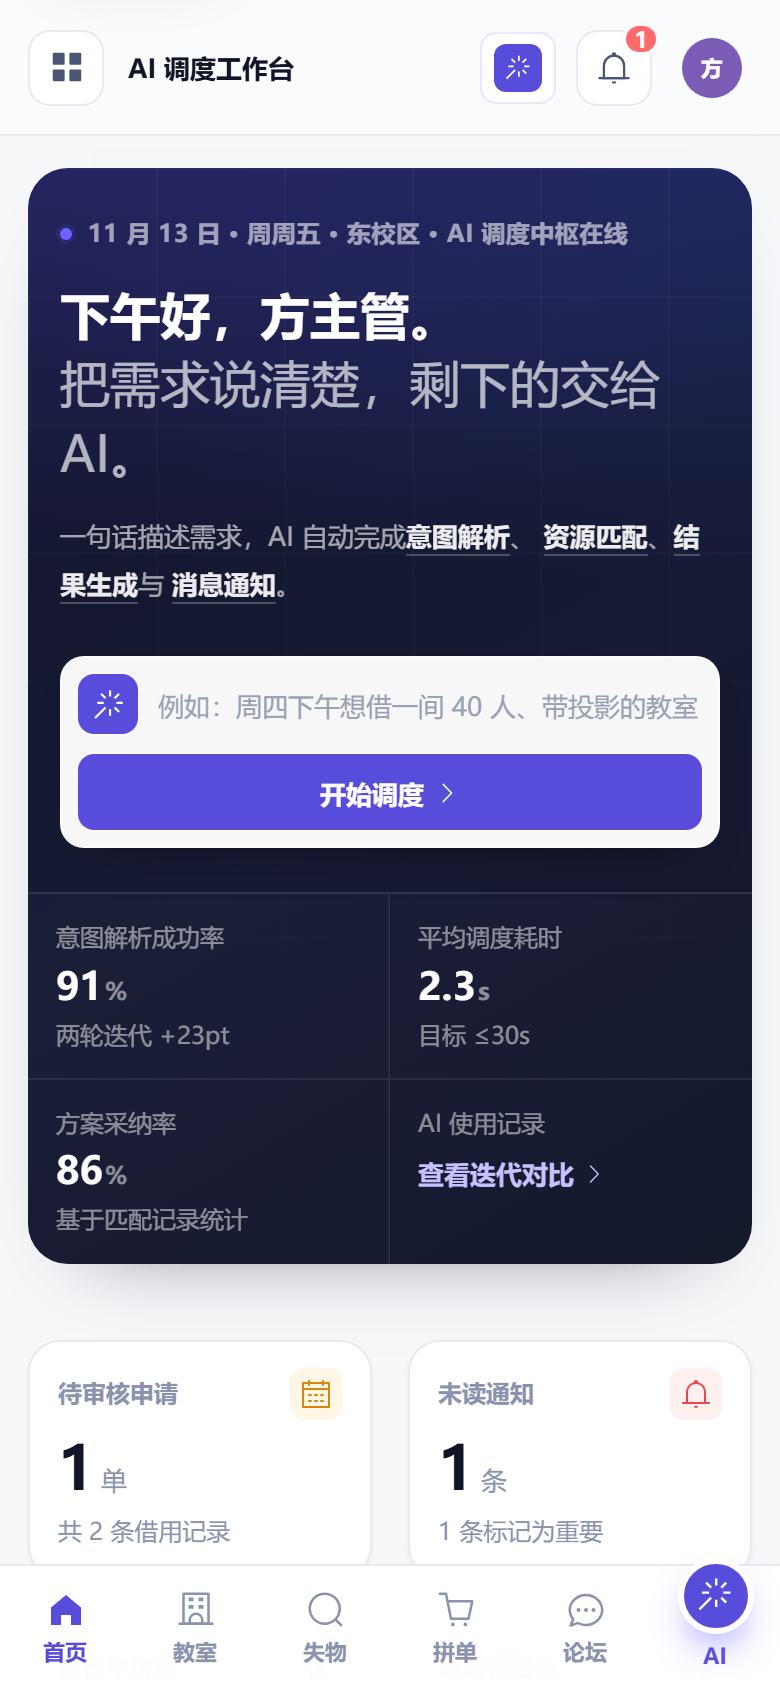 AI 调度工作台
1
方
11 月 13 日 • 周周五 • 东校区 • AI 调度中枢在线
下午好，方主管。
把需求说清楚，剩下的交给
AI。
一句话描述需求，AI 自动完成意图解析、 资源匹配、结
果生成与 消息通知。
例如：周四下午想借一间 40 人、带投影的教室
开始调度
意图解析成功率
91%
两轮迭代 +23pt
平均调度耗时
2.3s
目标 ≤30s
方案采纳率
86%
基于匹配记录统计
AI 使用记录
查看迭代对比
待审核申请
1 单
共 2 条借用记录
未读通知
1 条
1 条标记为重要
首页
教室
失物
拼单
论坛
AI